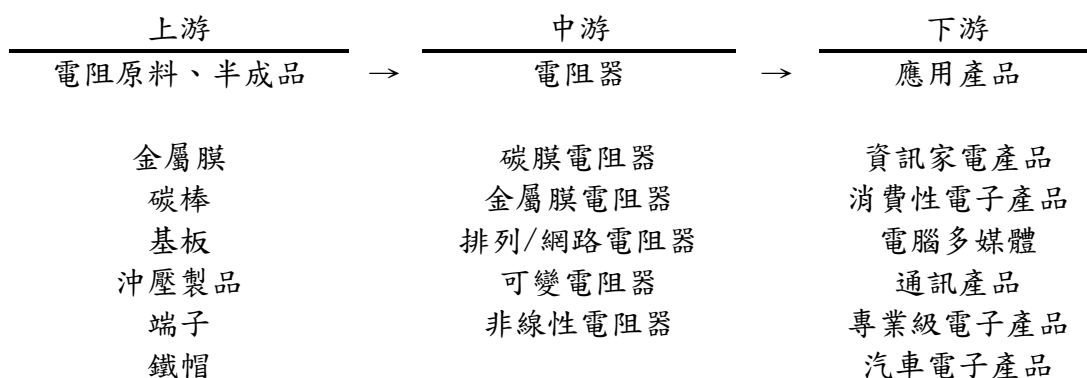 上游 中游 下游
電阻原料、半成品 → 電阻器 → 應用產品
金屬膜 碳膜電阻器 資訊家電產品
碳棒 金屬膜電阻器 消費性電子產品
基板 排列/網路電阻器 電腦多媒體
沖壓製品 可變電阻器 通訊產品
端子 非線性電阻器 專業級電子產品
鐵帽 汽車電子產品